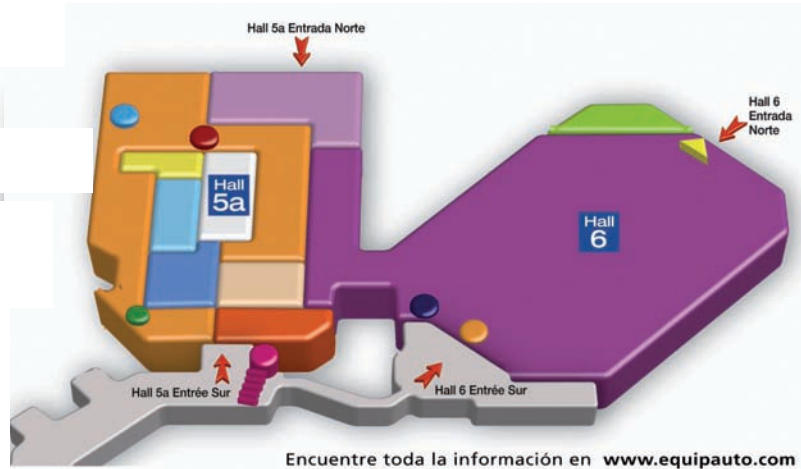 Hall 5a Entrada Norte
Hall 6
Entrada
Norte
Hall
5a
Hall
6
Hall 5a Entrée Sur
Hall 6 Entrée Sur
Encuentre toda la información en www.equipauto.com